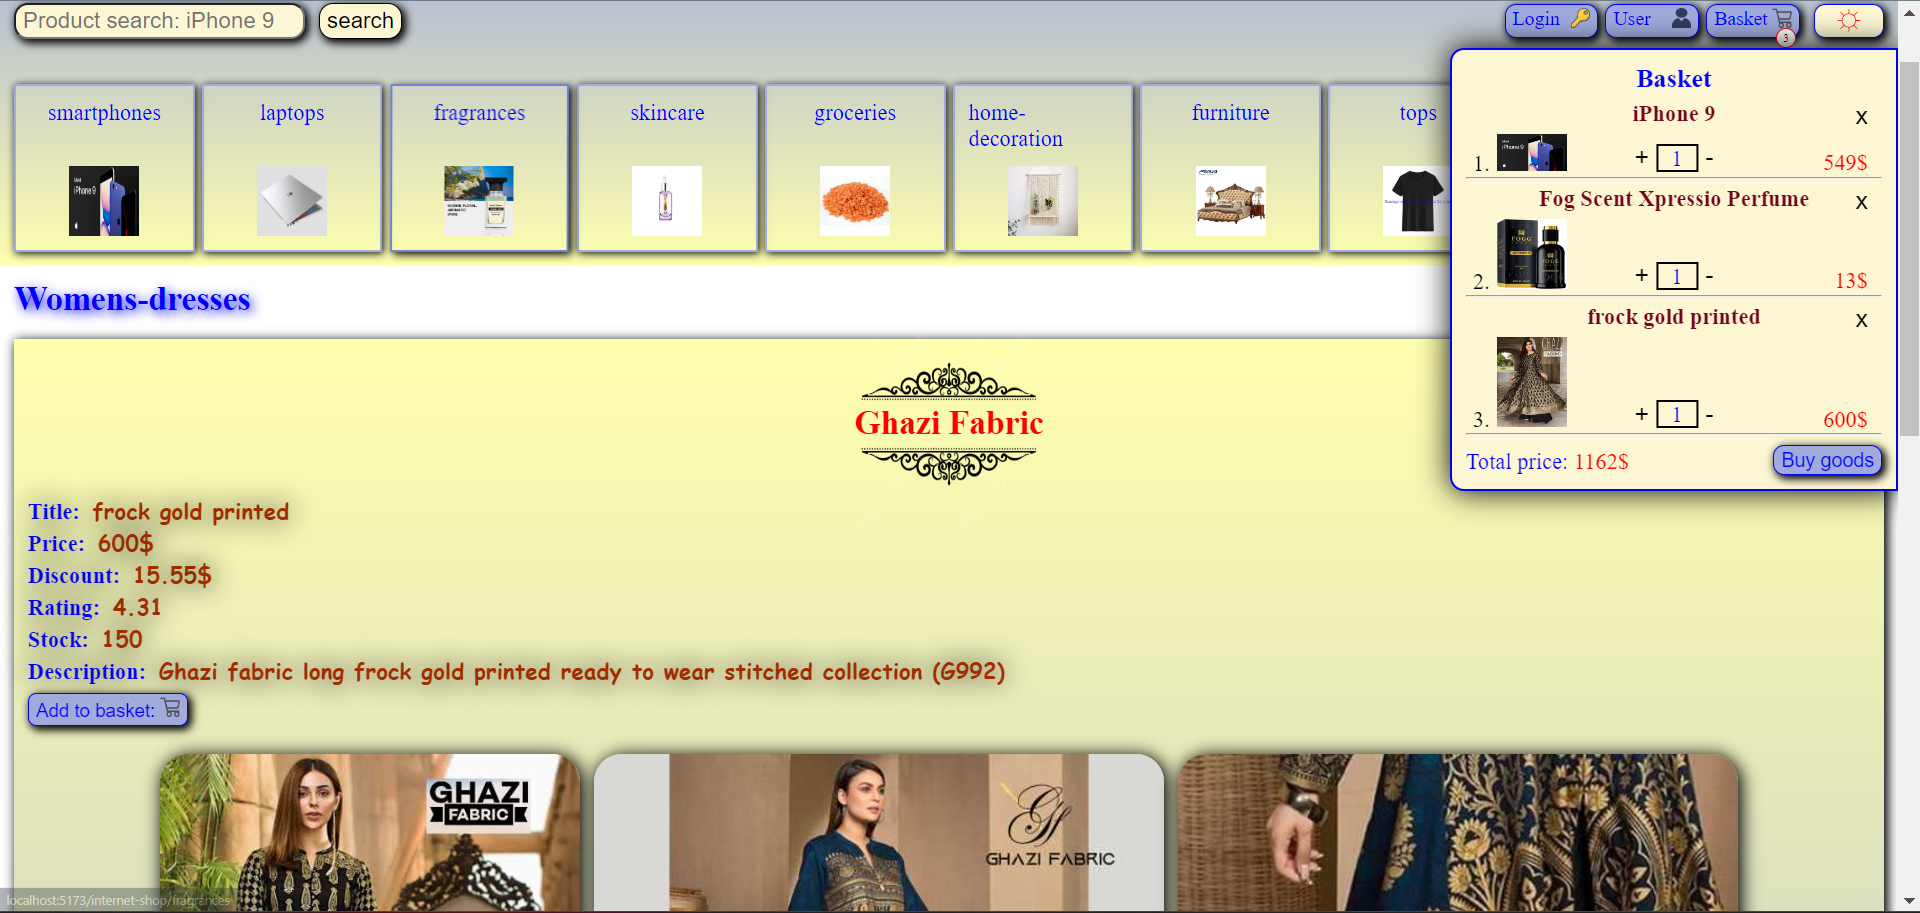 Product search: iPhone 9
search
Login
User
Basket
3
smartphones
laptops
fragrances
skincare
groceries
home-
decoration
furniture
tops
Basket
iPhone 9
x
1.
+ 1 -
549$
Fog Scent Xpressio Perfume
x
FOGG
2.
+ 1 -
13$
frock gold printed
x
GHAZI
FABRIC
3.
+ 1 -
600$
Total price: 1162$
Buy goods
Womens-dresses
Ghazi Fabric
Title: frock gold printed
Price: 600$
Discount: 15.55$
Rating: 4.31
Stock: 150
Description: Ghazi fabric long frock gold printed ready to wear stitched collection (G992)
Add to basket:
GHAZI
FABRIC
GHAZI FABRIC
localhost:5173/internet-shop/fragrances